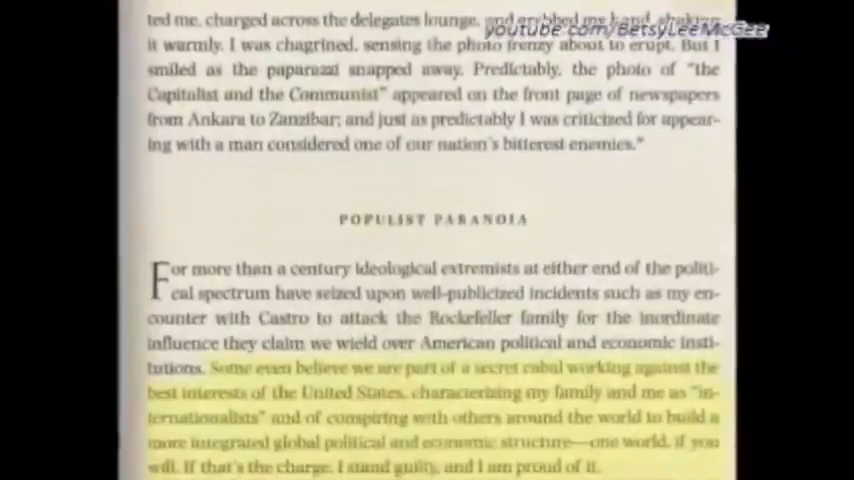 ted me, charged across the delegates lounge, and grabbed my hand, shaking
youtube.com/BetsyLeeMcGee
it warmly. I was chagrined, sensing the photo frenzy about to erupt. But I
smiled as the paparazzi snapped away. Predictably, the photo of "the
Capitalist and the Communist" appeared on the front page of newspapers
from Ankara to Zanzibar; and just as predictably I was criticized for appear-
ing with a man considered one of our nation's bitterest enemies.*
POPULIST PARANOIA
For more than a century ideological extremists at either end of the politi-
cal spectrum have seized upon well-publicized incidents such as my en-
counter with Castro to attack the Rockefeller family for the inordinate
influence they claim we wield over American political and economic insti-
tutions. Some even believe we are part of a secret cabal working against the
best interests of the United States, characterizing my family and me as "in-
ternationalists" and of conspiring with others around the world to build a
more integrated global political and economic structure—one world, if you
will. If that's the charge, I stand guilty, and I am proud of it.